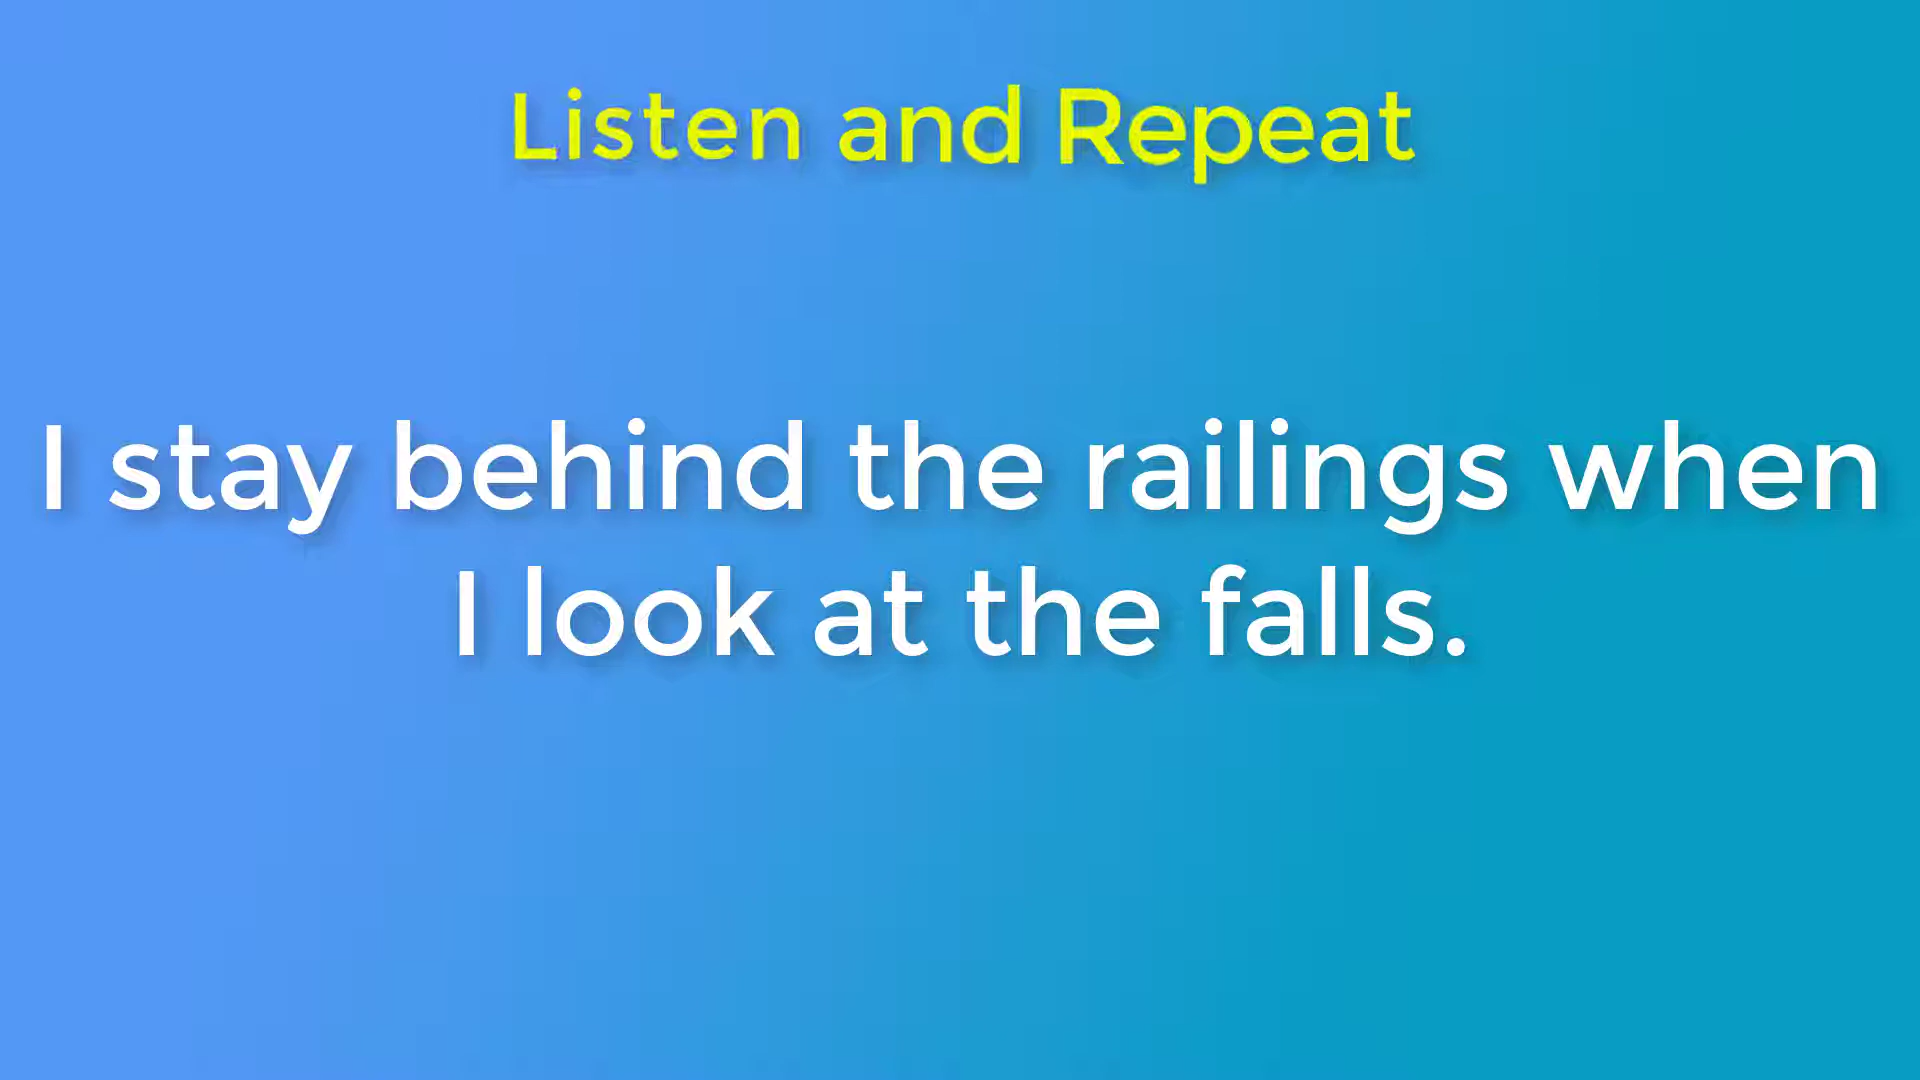 Listen and Repeat
I stay behind the railings when
I look at the falls.